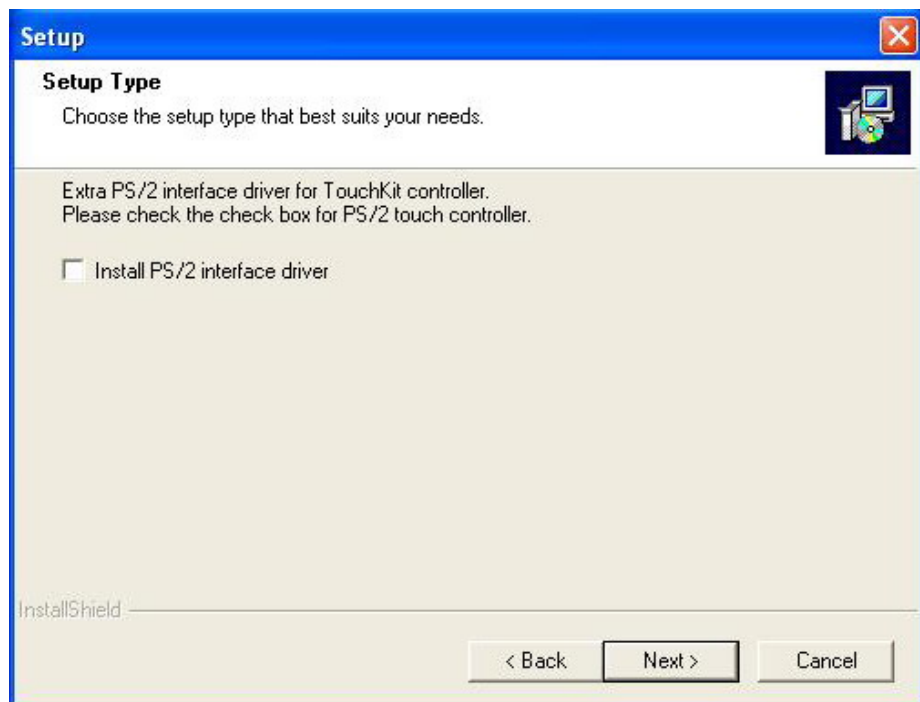 Setup
Setup Type
Choose the setup type that best suits your needs.
Extra PS/2 interface driver for TouchKit controller.
Please check the check box for PS/2 touch controller.
Install PS/2 interface driver
InstallShield
< Back
Next >
Cancel